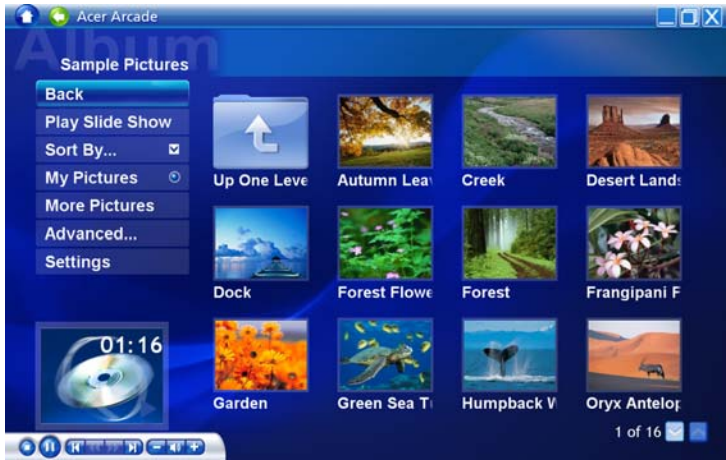 Acer Arcade
Album
Sample Pictures
Back
Play Slide Show
Sort By...
My Pictures
More Pictures
Advanced...
Settings
Up One Leve
Autumn Lea
Creek
Desert Lands
Dock
Forest Flowe
Forest
Frangipani F
Garden
Green Sea T
Humpback W
Oryx Antelop
01:16
1 of 16